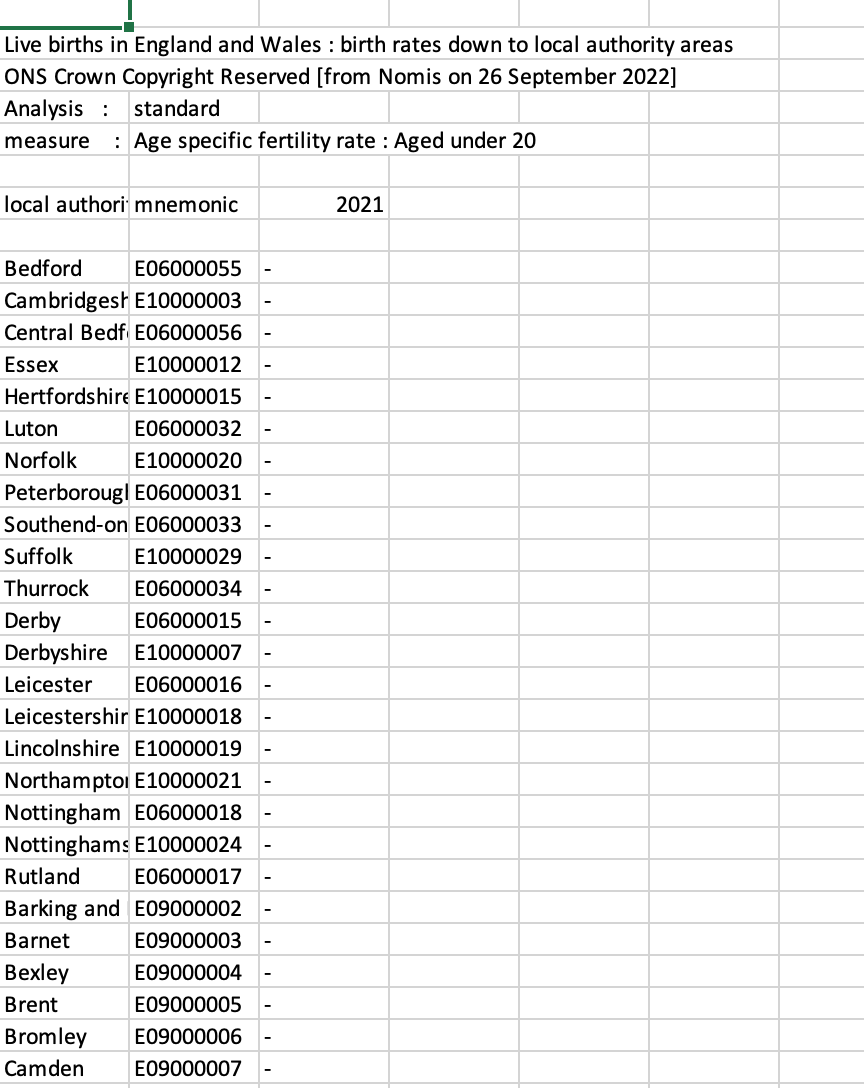 Live births in England and Wales : birth rates down to local authority areas
ONS Crown Copyright Reserved [from Nomis on 26 September 2022]
Analysis : standard
measure : Age specific fertility rate : Aged under 20
local authori mnemonic 2021
Bedford E06000055 -
Cambridgesh E10000003 -
Central Bedf E06000056 -
Essex E10000012 -
Hertfordshire E10000015 -
Luton E06000032 -
Norfolk E10000020 -
Peterborough E06000031 -
Southend-on E06000033 -
Suffolk E10000029 -
Thurrock E06000034 -
Derby E06000015 -
Derbyshire E10000007 -
Leicester E06000016 -
Leicestershir E10000018 -
Lincolnshire E10000019 -
Northampton E10000021 -
Nottingham E06000018 -
Nottinghams E10000024 -
Rutland E06000017 -
Barking and E09000002 -
Barnet E09000003 -
Bexley E09000004 -
Brent E09000005 -
Bromley E09000006 -
Camden E09000007 -